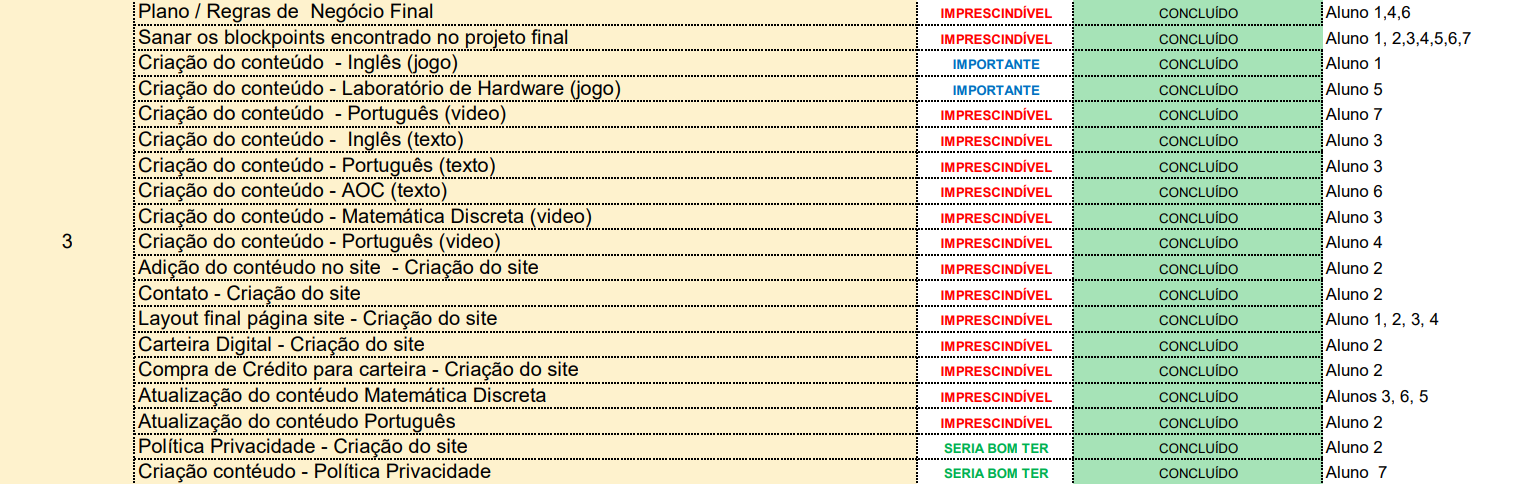 Plano / Regras de  Negócio Final IMPRESCINDÍVEL CONCLUÍDO Aluno 1,4,6
Sanar os blockpoints encontrado no projeto final IMPRESCINDÍVEL CONCLUÍDO Aluno 1, 2,3,4,5,6,7
Criação do conteúdo  - Inglês (jogo) IMPORTANTE CONCLUÍDO Aluno 1
Criação do conteúdo - Laboratório de Hardware (jogo) IMPORTANTE CONCLUÍDO Aluno 5
Criação do conteúdo  - Português (video) IMPRESCINDÍVEL CONCLUÍDO Aluno 7
Criação do conteúdo -  Inglês (texto) IMPRESCINDÍVEL CONCLUÍDO Aluno 3
Criação do conteúdo - Português (texto) IMPRESCINDÍVEL CONCLUÍDO Aluno 3
Criação do conteúdo - AOC (texto) IMPRESCINDÍVEL CONCLUÍDO Aluno 6
Criação do conteúdo - Matemática Discreta (video) IMPRESCINDÍVEL CONCLUÍDO Aluno 3
3 Criação do conteúdo - Português (video) IMPRESCINDÍVEL CONCLUÍDO Aluno 4
Adição do contéudo no site  - Criação do site IMPRESCINDÍVEL CONCLUÍDO Aluno 2
Contato - Criação do site IMPRESCINDÍVEL CONCLUÍDO Aluno 2
Layout final página site - Criação do site IMPRESCINDÍVEL CONCLUÍDO Aluno 1, 2, 3, 4
Carteira Digital - Criação do site IMPRESCINDÍVEL CONCLUÍDO Aluno 2
Compra de Crédito para carteira - Criação do site IMPRESCINDÍVEL CONCLUÍDO Aluno 2
Atualização do contéudo Matemática Discreta IMPRESCINDÍVEL CONCLUÍDO Alunos 3, 6, 5
Atualização do contéudo Português IMPRESCINDÍVEL CONCLUÍDO Aluno 2
Política Privacidade - Criação do site SERIA BOM TER CONCLUÍDO Aluno 2
Criação contéudo - Política Privacidade SERIA BOM TER CONCLUÍDO Aluno  7